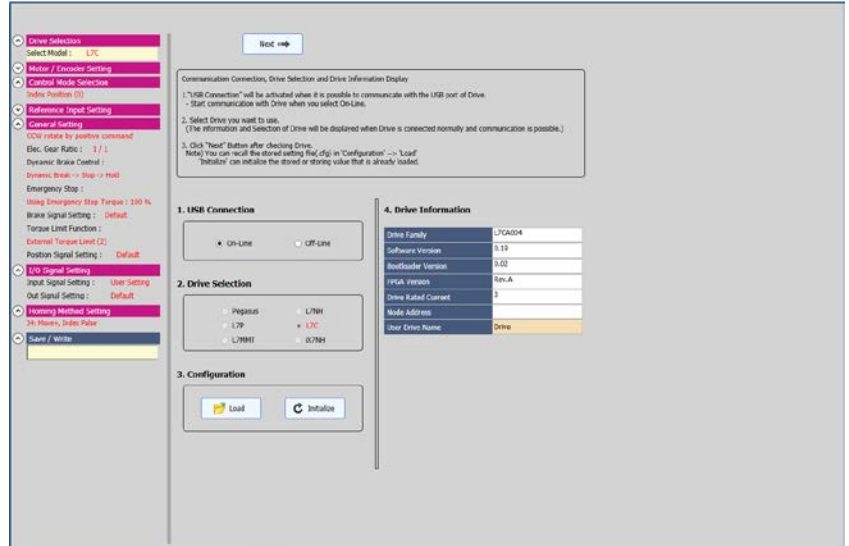 Drive Selection
Select Model : L7C
Motor / Encoder Setting
Control Mode Selection
Index Position (0)
Reference Input Setting
General Setting
CCW rotate by positive command
Elec. Gear Ratio : 1 / 1
Dynamic Brake Control :
Dynamic Break -> Stop -> Hold
Emergency Stop :
Using Emergency Stop Torque : 100 %
Brake Signal Setting : Default
Torque Limit Function :
External Torque Limit (2)
Position Signal Setting : Default
I/O Signal Setting
Input Signal Setting : User Setting
Out Signal Setting : Default
Homing Method Setting
34: Move+, Index Pulse
Save / Write
Next
Communication Connection, Drive Selection and Drive Information Display
1."USB Connection" will be activated when it is possible to communicate with the USB port of Drive.
- Start communication with Drive when you select On-Line.
2. Select Drive you want to use.
(The information and Selection of Drive will be displayed when Drive is connected normally and communication is possible.)
3. Click "Next" Button after checking Drive.
Note) You can recall the stored setting file(.cfg) in 'Configuration' --> 'Load'
'Initialize' can initialize the stored or storing value that is already loaded.
1. USB Connection
On-Line Off-Line
2. Drive Selection
Pegasus L7NH
L7P L7C
L7MMT
3. Configuration
Load Initialize
4. Drive Information
Drive Family L7CA004
Software Version 0.19
Bootloader Version 0.02
FPGA Version Rev.A
Drive Rated Current 3
Node Address
User Drive Name Drive